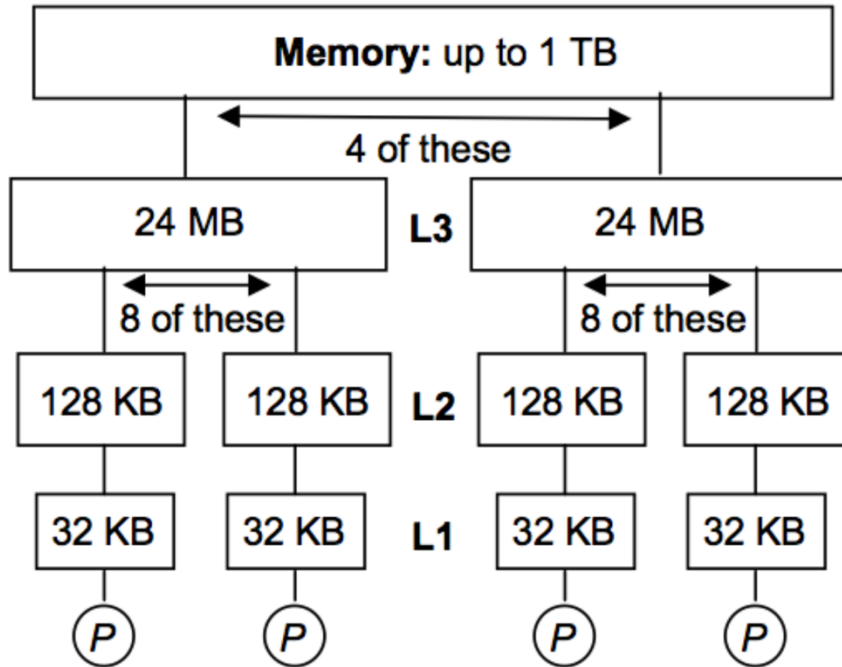 Memory: up to 1 TB
4 of these
24 MB L3 24 MB
8 of these 8 of these
128 KB 128 KB L2 128 KB 128 KB
32 KB 32 KB L1 32 KB 32 KB
P P P P